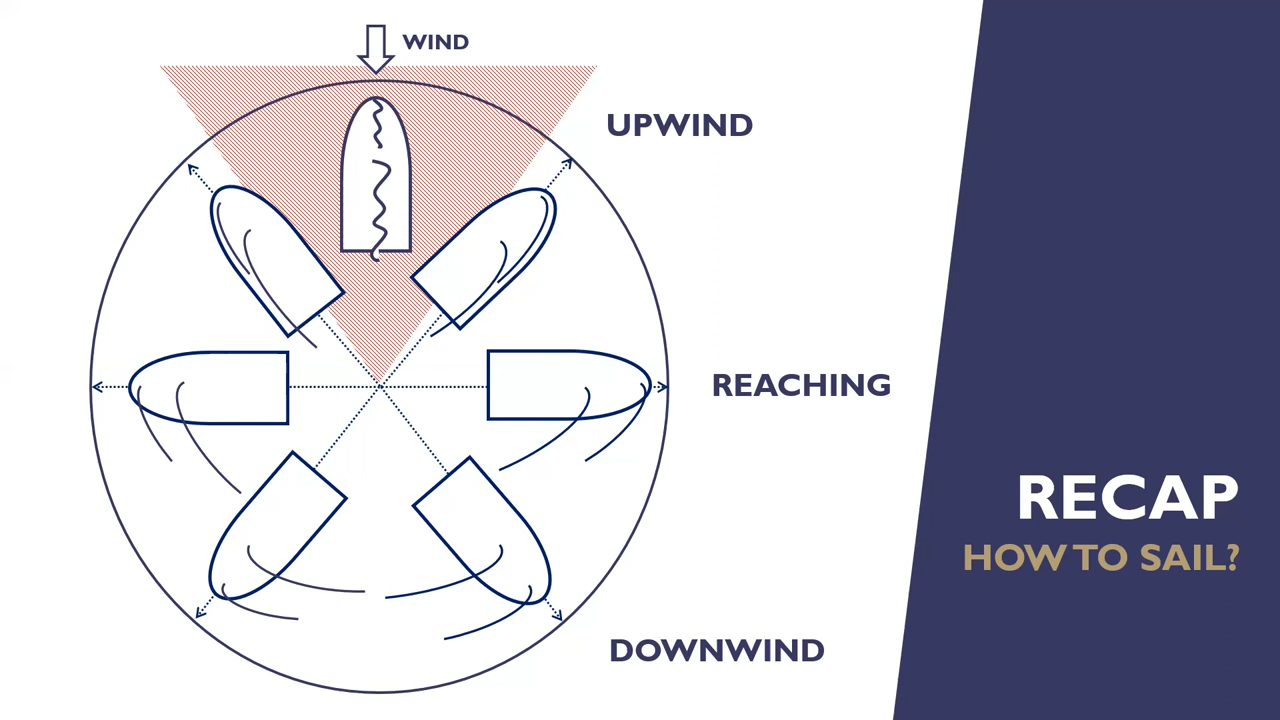 WIND
UPWIND
REACHING
RECAP
HOW TO SAIL?
DOWNWIND